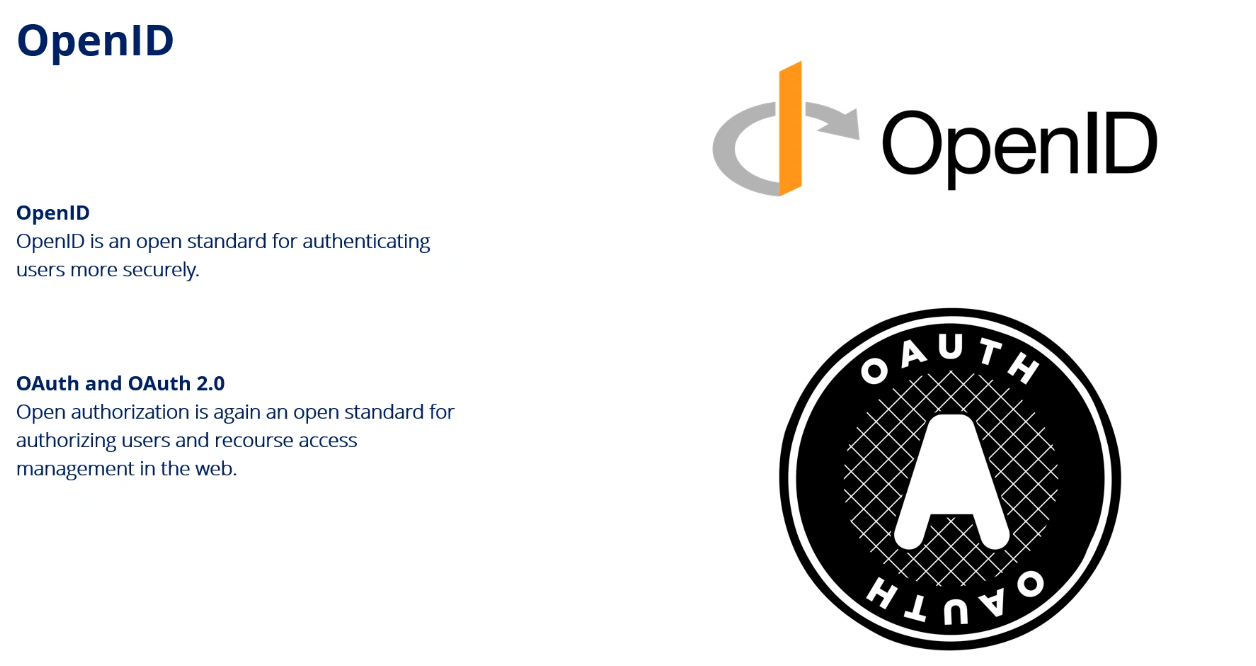 OpenID
OpenID
OpenID
OpenID is an open standard for authenticating
users more securely.
OAuth and OAuth 2.0
Open authorization is again an open standard for
authorizing users and recourse access
management in the web.
OAUTH
A
OAUTH